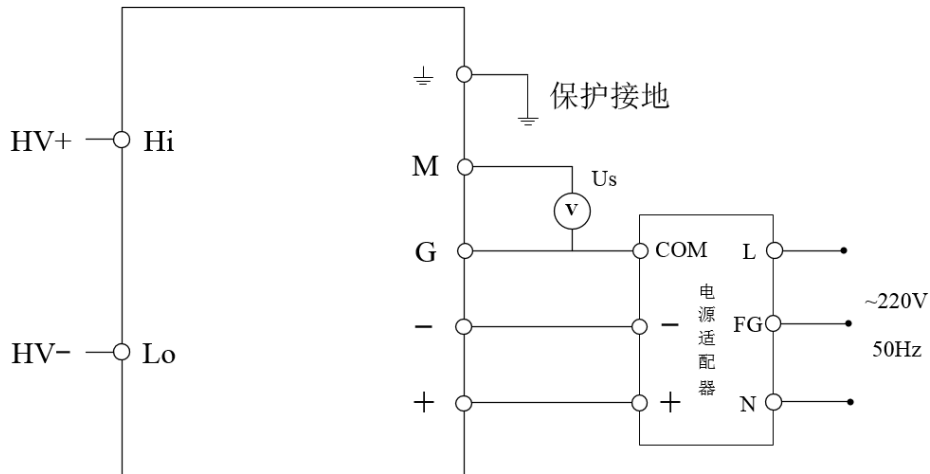 保护接地
HV+ Hi
M Us
V
G COM L
~220V
电源适配器
- - FG
50Hz
HV- Lo
+ + N